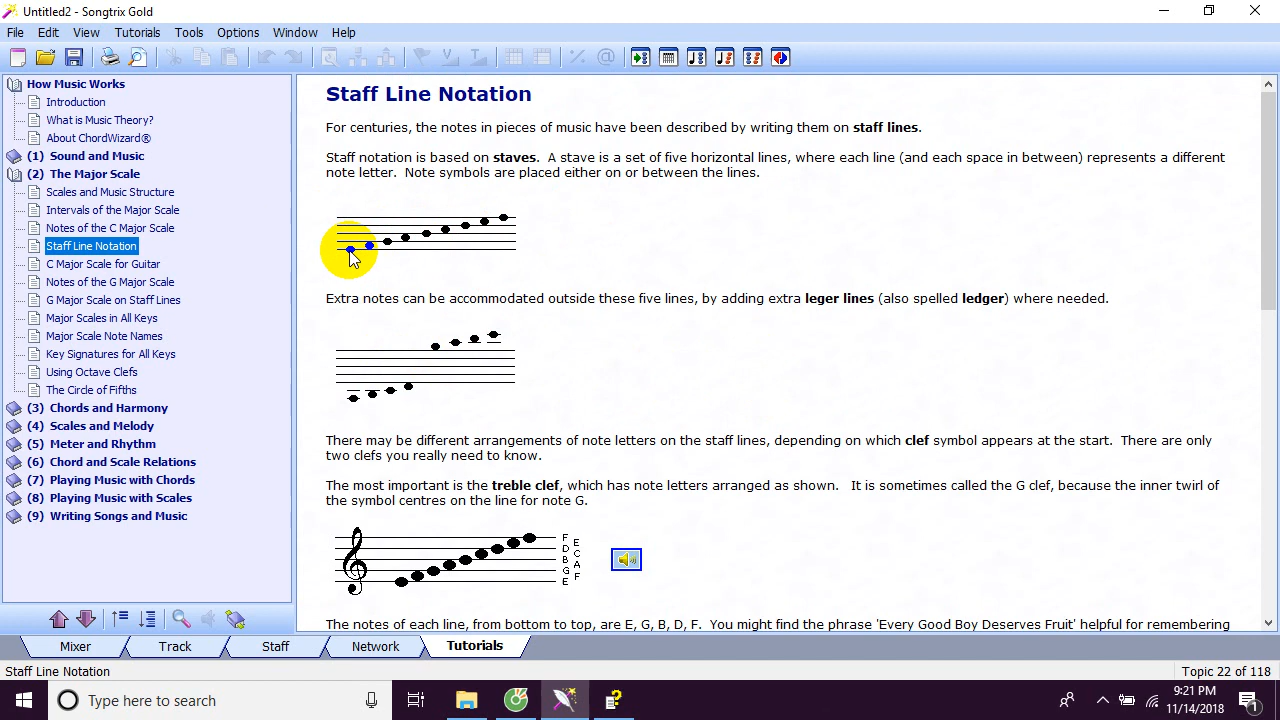 Untitled2 - Songtrix Gold
File Edit View Tutorials Tools Options Window Help
How Music Works
Introduction
What is Music Theory?
About ChordWizard®
(1) Sound and Music
(2) The Major Scale
Scales and Music Structure
Intervals of the Major Scale
Notes of the C Major Scale
Staff Line Notation
C Major Scale for Guitar
Notes of the G Major Scale
G Major Scale on Staff Lines
Major Scales in All Keys
Major Scale Note Names
Key Signatures for All Keys
Using Octave Clefs
The Circle of Fifths
(3) Chords and Harmony
(4) Scales and Melody
(5) Meter and Rhythm
(6) Chord and Scale Relations
(7) Playing Music with Chords
(8) Playing Music with Scales
(9) Writing Songs and Music
Staff Line Notation
For centuries, the notes in pieces of music have been described by writing them on staff lines.
Staff notation is based on staves. A stave is a set of five horizontal lines, where each line (and each space in between) represents a different
note letter. Note symbols are placed either on or between the lines.
Extra notes can be accommodated outside these five lines, by adding extra leger lines (also spelled ledger) where needed.
There may be different arrangements of note letters on the staff lines, depending on which clef symbol appears at the start. There are only
two clefs you really need to know.
The most important is the treble clef, which has note letters arranged as shown. It is sometimes called the G clef, because the inner twirl of
the symbol centres on the line for note G.
F
E
D
C
B
A
G
F
E
The notes of each line, from bottom to top, are E, G, B, D, F. You might find the phrase 'Every Good Boy Deserves Fruit' helpful for remembering
Mixer Track Staff Network Tutorials
Staff Line Notation
Topic 22 of 118
Type here to search
9:21 PM
11/14/2018
1